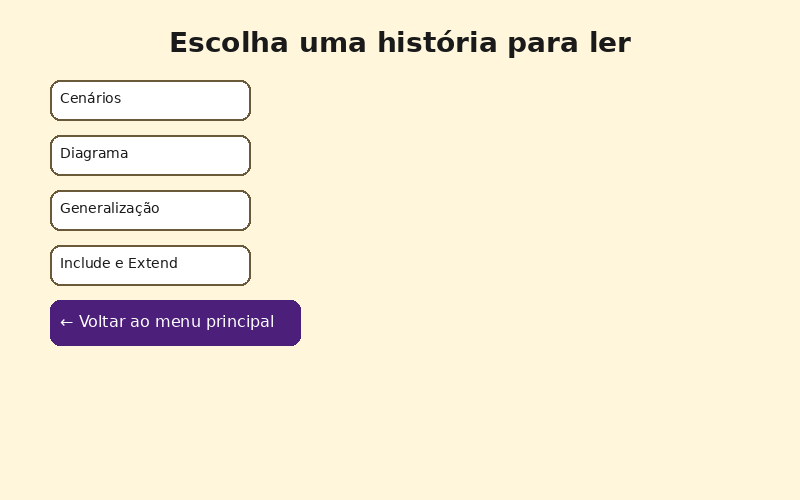 Escolha uma história para ler
Cenários
Diagrama
Generalização
Include e Extend
← Voltar ao menu principal